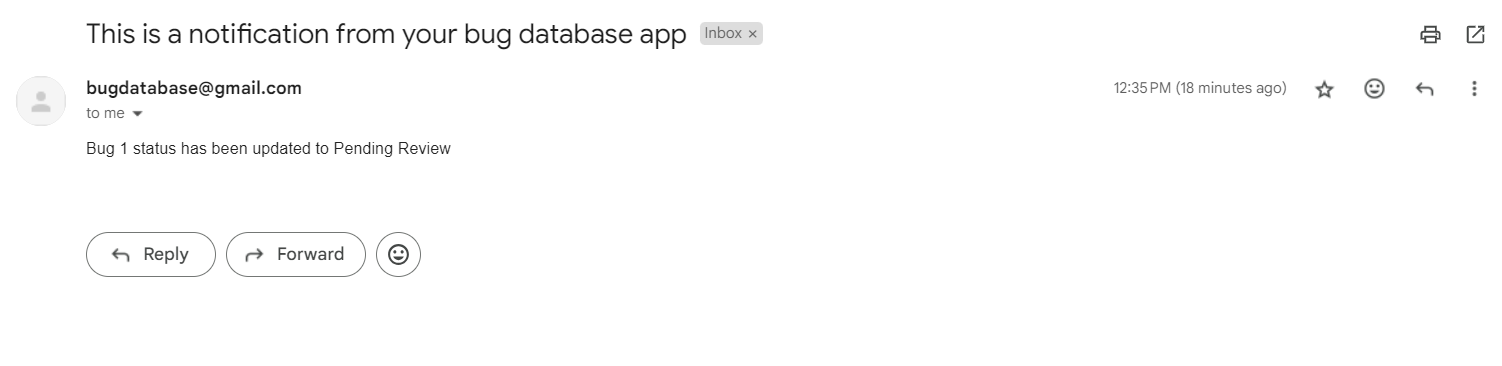 This is a notification from your bug database app Inbox ×
bugdatabase@gmail.com 12:35 PM (18 minutes ago)
to me
Bug 1 status has been updated to Pending Review
Reply Forward